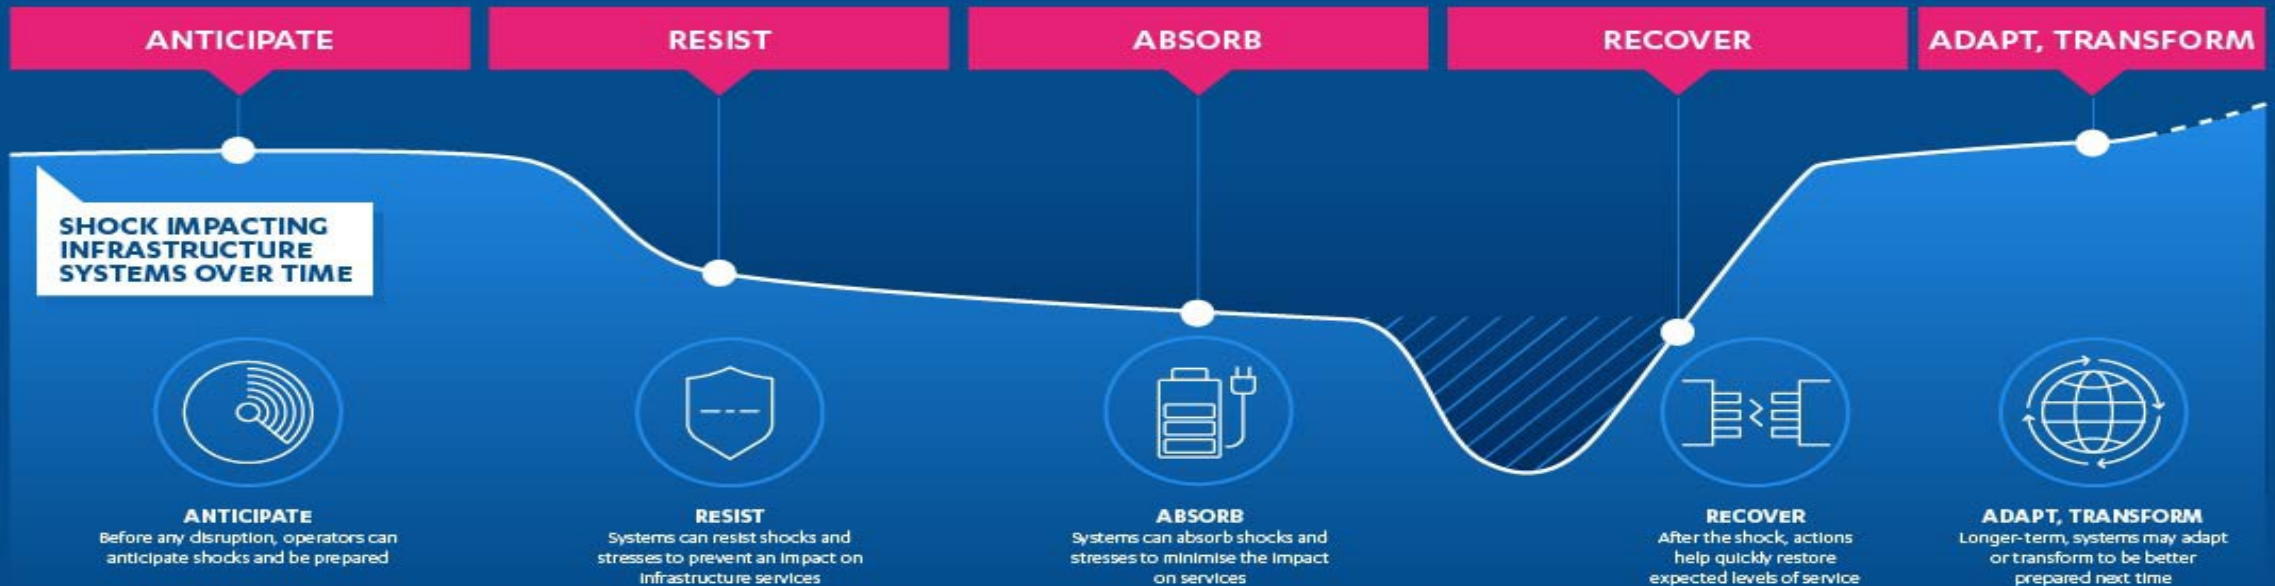 ANTICIPATE
RESIST
ABSORB
RECOVER
ADAPT, TRANSFORM
SHOCK IMPACTING
INFRASTRUCTURE
SYSTEMS OVER TIME
ANTICIPATE
Before any disruption, operators can
anticipate shocks and be prepared
RESIST
Systems can resist shocks and
stresses to prevent an impact on
infrastructure services
ABSORB
Systems can absorb shocks and
stresses to minimise the impact
on services
RECOVER
After the shock, actions
help quickly restore
expected levels of service
ADAPT, TRANSFORM
Longer-term, systems may adapt
or transform to be better
prepared next time